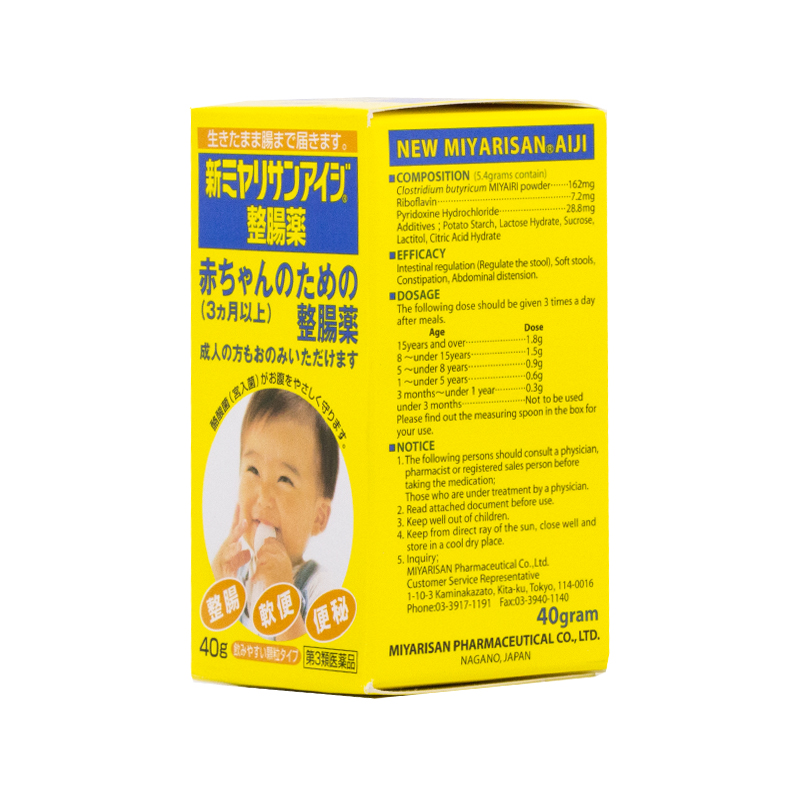 生きたまま腸まで届きます。
新ミヤリサンアイジ®
整腸薬
赤ちゃんのための
(3ヵ月以上) 整腸薬
成人の方もおのみいただけます
酪酸菌(宮入菌)がお腹をやさしく守ります。
整腸 軟便 便秘
40g 飲みやすい顆粒タイプ 第3類医薬品
NEW MIYARISAN® AIJI
■COMPOSITION (5.4grams contain)
Clostridium butyricum MIYAIRI powder······162mg
Riboflavin······7.2mg
Pyridoxine Hydrochloride······28.8mg
Additives ; Potato Starch, Lactose Hydrate, Sucrose,
Lactitol, Citric Acid Hydrate
■EFFICACY
Intestinal regulation (Regulate the stool), Soft stools,
Constipation, Abdominal distension.
■DOSAGE
The following dose should be given 3 times a day
after meals.
Age Dose
15years and over······1.8g
8 ~under 15years······1.5g
5 ~under 8 years······0.9g
1 ~under 5 years······0.6g
3 months~under 1 year······0.3g
under 3 months······Not to be used
Please find out the measuring spoon in the box for
your use.
■NOTICE
1. The following persons should consult a physician,
pharmacist or registered sales person before
taking the medication;
Those who are under treatment by a physician.
2. Read attached document before use.
3. Keep well out of children.
4. Keep from direct ray of the sun, close well and
store in a cool dry place.
5. Inquiry;
MIYARISAN Pharmaceutical Co.,Ltd.
Customer Service Representative
1-10-3 Kaminakazato, Kita-ku, Tokyo, 114-0016
Phone:03-3917-1191 Fax:03-3940-1140
40gram
MIYARISAN PHARMACEUTICAL CO., LTD.
NAGANO, JAPAN